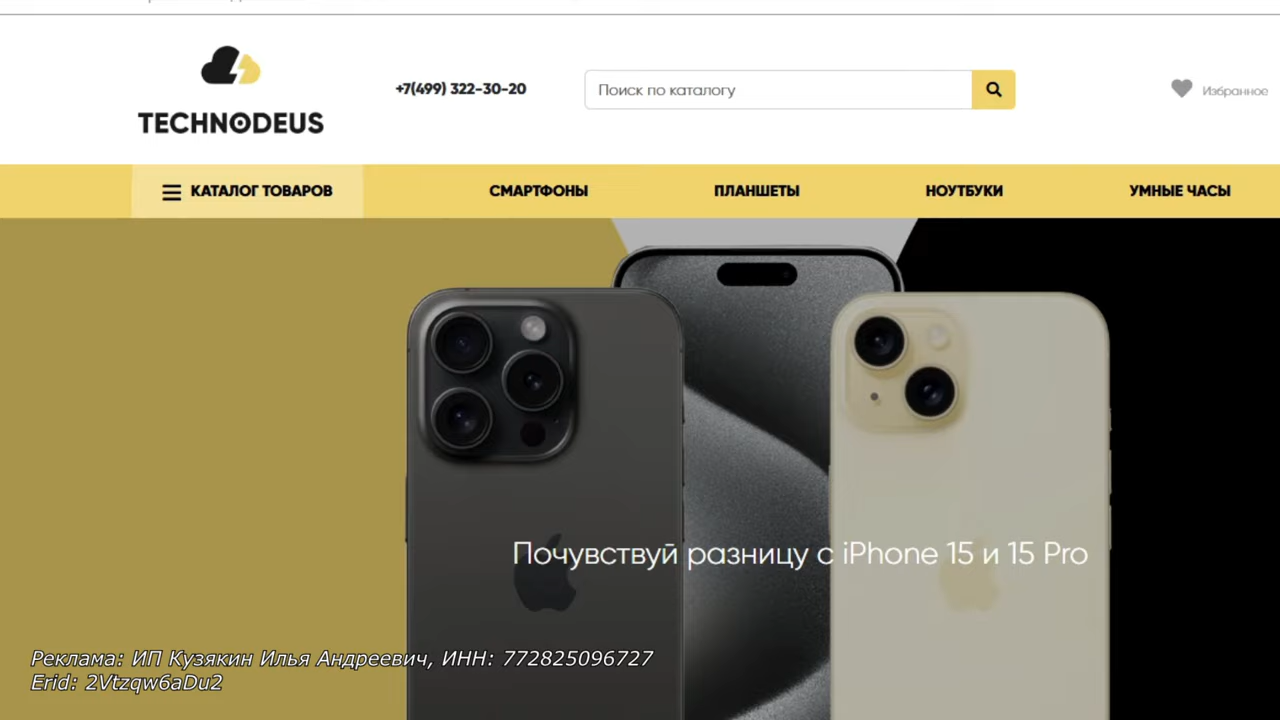 +7(499) 322-30-20
Поиск по каталогу
Избранное
TECHNODEUS
КАТАЛОГ ТОВАРОВ
СМАРТФОНЫ
ПЛАНШЕТЫ
НОУТБУКИ
УМНЫЕ ЧАСЫ
Почувствуй разницу с iPhone 15 и 15 Pro
Реклама: ИП Кузякин Илья Андреевич, ИНН: 772825096727
Erid: 2Vtzqw6aDu2